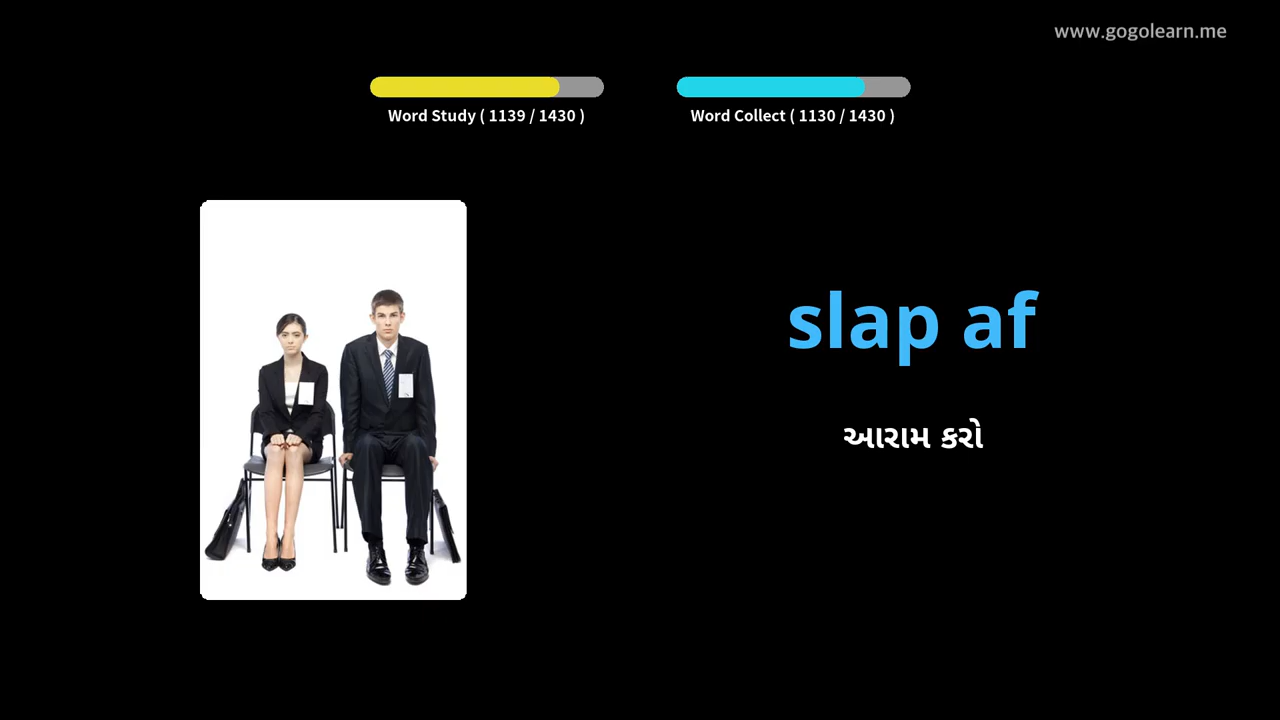 www.gogolearn.me
Word Study ( 1139 / 1430 )
Word Collect ( 1130 / 1430 )
slap af
આરામ કરો